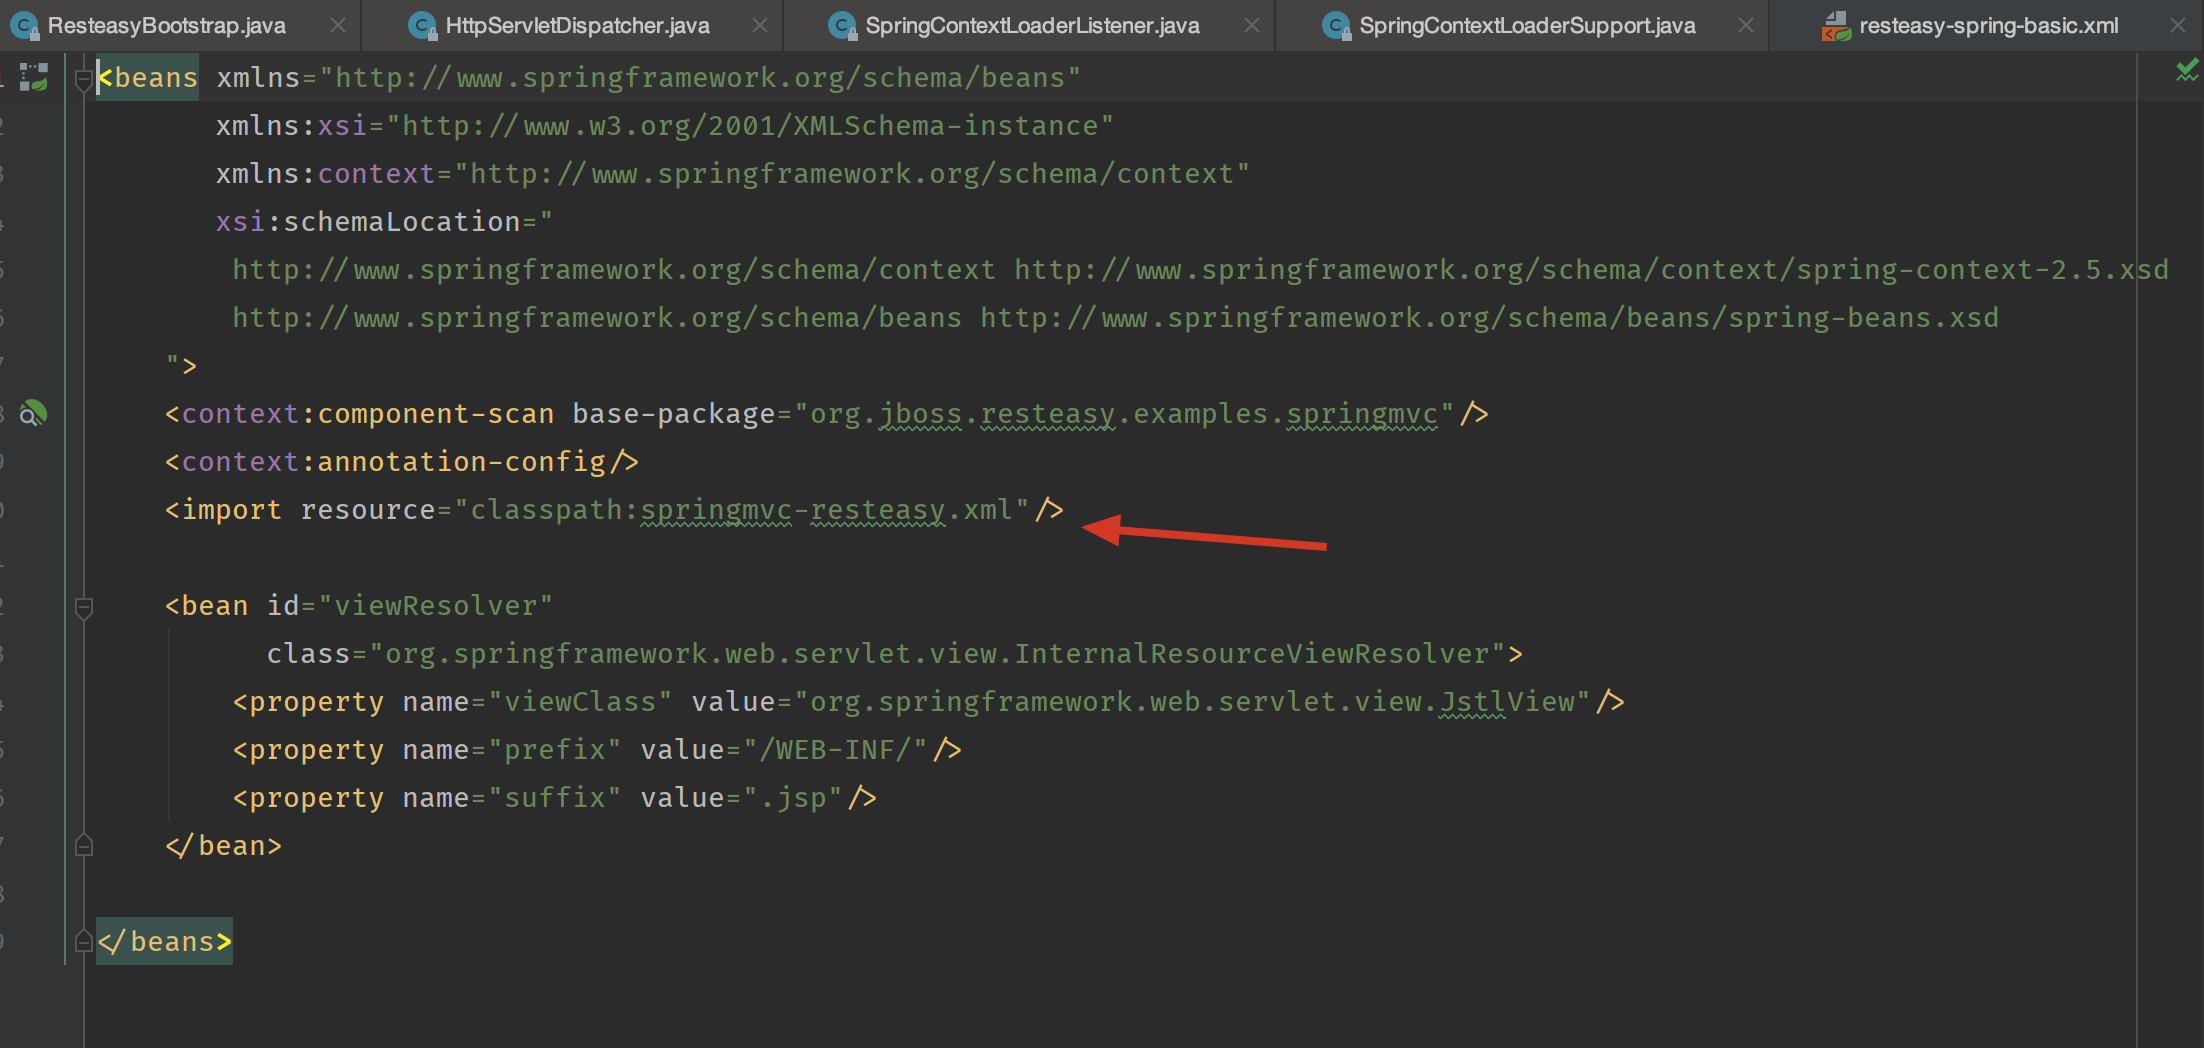 ResteasyBootstrap.java
HttpServletDispatcher.java
SpringContextLoaderListener.java
SpringContextLoaderSupport.java
resteasy-spring-basic.xml
<beans xmlns="http://www.springframework.org/schema/beans"
xmlns:xsi="http://www.w3.org/2001/XMLSchema-instance"
xmlns:context="http://www.springframework.org/schema/context"
xsi:schemaLocation="
http://www.springframework.org/schema/context http://www.springframework.org/schema/context/spring-context-2.5.xsd
http://www.springframework.org/schema/beans http://www.springframework.org/schema/beans/spring-beans.xsd
">
<context:component-scan base-package="org.jboss.resteasy.examples.springmvc"/>
<context:annotation-config/>
<import resource="classpath:springmvc-resteasy.xml"/>
<bean id="viewResolver"
class="org.springframework.web.servlet.view.InternalResourceViewResolver">
<property name="viewClass" value="org.springframework.web.servlet.view.JstlView"/>
<property name="prefix" value="/WEB-INF/"/>
<property name="suffix" value=".jsp"/>
</bean>
</beans>